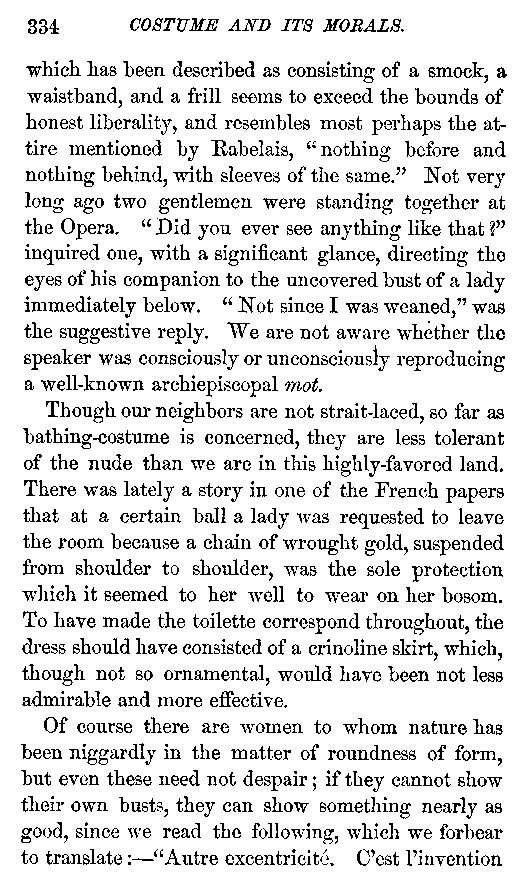 334 COSTUME AND ITS MORALS.
which has been described as consisting of a smock, a
waistband, and a frill seems to exceed the bounds of
honest liberality, and resembles most perhaps the at-
tire mentioned by Rabelais, "nothing before and
nothing behind, with sleeves of the same." Not very
long ago two gentlemen were standing together at
the Opera. "Did you ever see anything like that?"
inquired one, with a significant glance, directing the
eyes of his companion to the uncovered bust of a lady
immediately below. "Not since I was weaned," was
the suggestive reply. We are not aware whether the
speaker was consciously or unconsciously reproducing
a well-known archiepiscopal mot.
Though our neighbors are not strait-laced, so far as
bathing-costume is concerned, they are less tolerant
of the nude than we are in this highly-favored land.
There was lately a story in one of the French papers
that at a certain ball a lady was requested to leave
the room because a chain of wrought gold, suspended
from shoulder to shoulder, was the sole protection
which it seemed to her well to wear on her bosom.
To have made the toilette correspond throughout, the
dress should have consisted of a crinoline skirt, which,
though not so ornamental, would have been not less
admirable and more effective.
Of course there are women to whom nature has
been niggardly in the matter of roundness of form,
but even these need not despair; if they cannot show
their own busts, they can show something nearly as
good, since we read the following, which we forbear
to translate:—"Autre excentricité. C'est l'invention